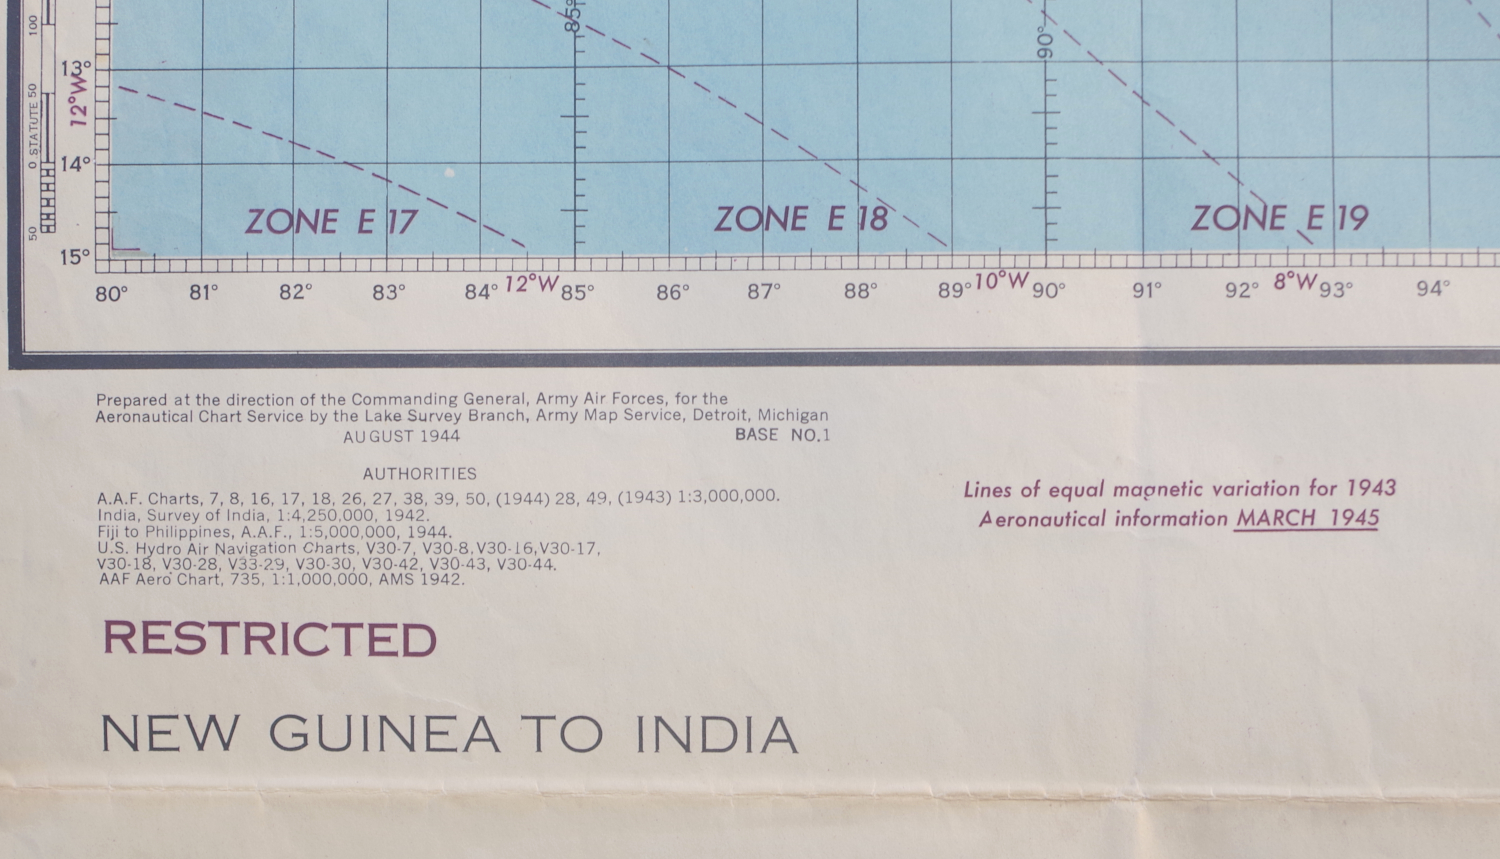 100
85°
90°
13°
12°W
50
0 STATUTE
14°
50
ZONE E 17
ZONE E 18
ZONE E 19
15°
80° 81° 82° 83° 84° 12°W 85° 86° 87° 88° 89° 10°W 90° 91° 92° 8°W 93° 94°
Prepared at the direction of the Commanding General, Army Air Forces, for the
Aeronautical Chart Service by the Lake Survey Branch, Army Map Service, Detroit, Michigan
AUGUST 1944 BASE NO.1
AUTHORITIES
A.A.F. Charts, 7, 8, 16, 17, 18, 26, 27, 38, 39, 50, (1944) 28, 49, (1943) 1:3,000,000.
India, Survey of India, 1:4,250,000, 1942.
Fiji to Philippines, A.A.F., 1:5,000,000, 1944.
U.S. Hydro Air Navigation Charts, V30-7, V30-8, V30-16, V30-17,
V30-18, V30-28, V33-29, V30-30, V30-42, V30-43, V30-44.
AAF Aero Chart, 735, 1:1,000,000, AMS 1942.
Lines of equal magnetic variation for 1943
Aeronautical information MARCH 1945
RESTRICTED
NEW GUINEA TO INDIA